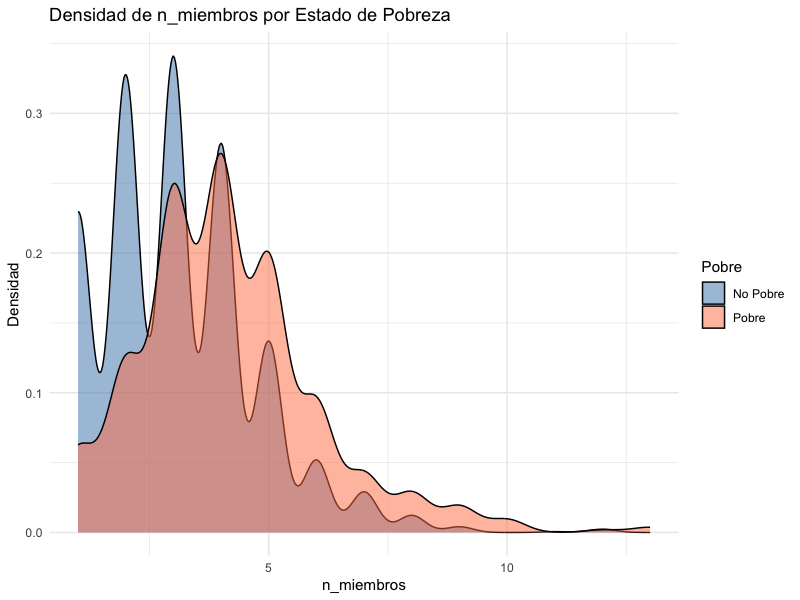 Densidad de n_miembros por Estado de Pobreza
Densidad
0.3
0.2
0.1
0.0
5
10
n_miembros
Pobre
No Pobre
Pobre